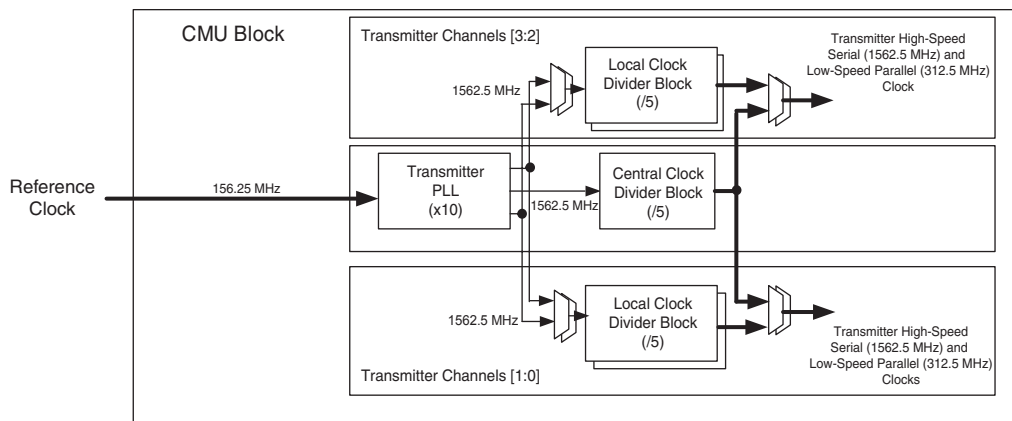 CMU Block
Transmitter Channels [3:2]
1562.5 MHz
Local Clock
Divider Block
(/5)
Transmitter High-Speed
Serial (1562.5 MHz) and
Low-Speed Parallel (312.5 MHz)
Clock
Reference
Clock
156.25 MHz
Transmitter
PLL
(x10)
1562.5 MHz
Central Clock
Divider Block
(/5)
1562.5 MHz
Local Clock
Divider Block
(/5)
Transmitter High-Speed
Serial (1562.5 MHz) and
Low-Speed Parallel (312.5 MHz)
Clocks
Transmitter Channels [1:0]